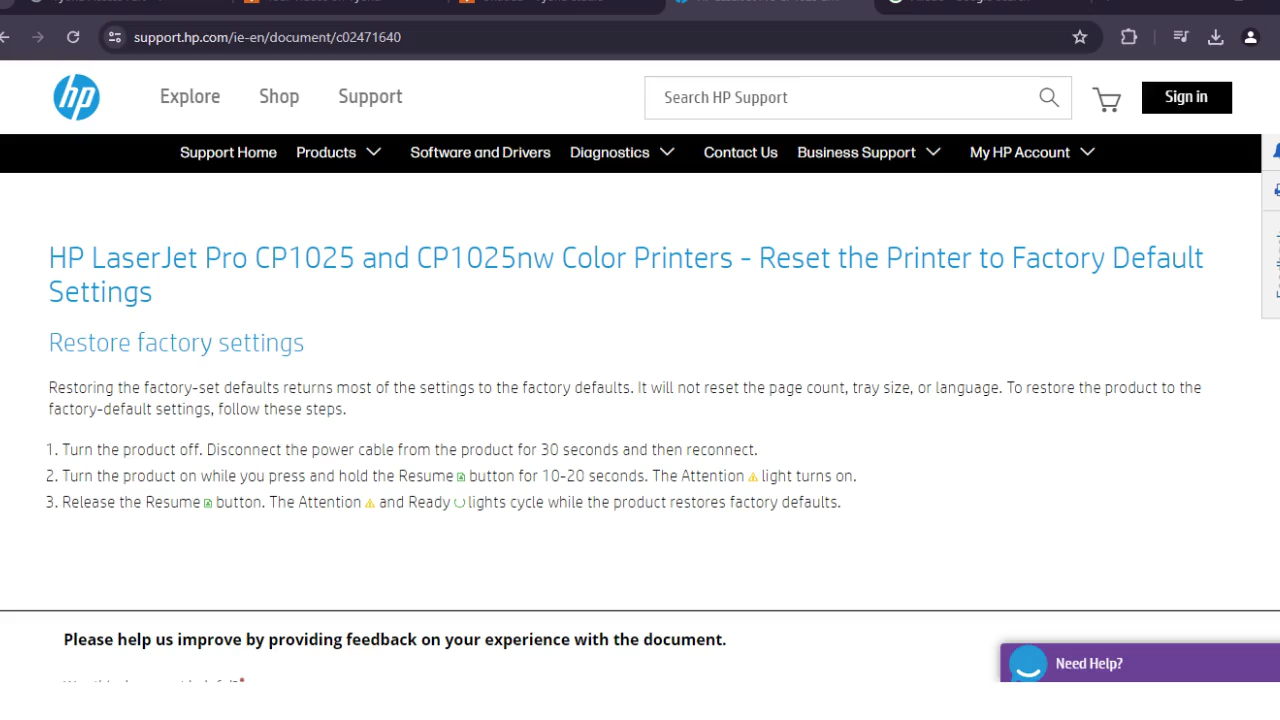 support.hp.com/ie-en/document/c02471640
hp
Explore Shop Support
Search HP Support
Sign in
Support Home Products Software and Drivers Diagnostics Contact Us Business Support My HP Account
HP LaserJet Pro CP1025 and CP1025nw Color Printers - Reset the Printer to Factory Default
Settings
Restore factory settings
Restoring the factory-set defaults returns most of the settings to the factory defaults. It will not reset the page count, tray size, or language. To restore the product to the
factory-default settings, follow these steps.
1. Turn the product off. Disconnect the power cable from the product for 30 seconds and then reconnect.
2. Turn the product on while you press and hold the Resume button for 10-20 seconds. The Attention light turns on.
3. Release the Resume button. The Attention and Ready lights cycle while the product restores factory defaults.
Please help us improve by providing feedback on your experience with the document.
Need Help?